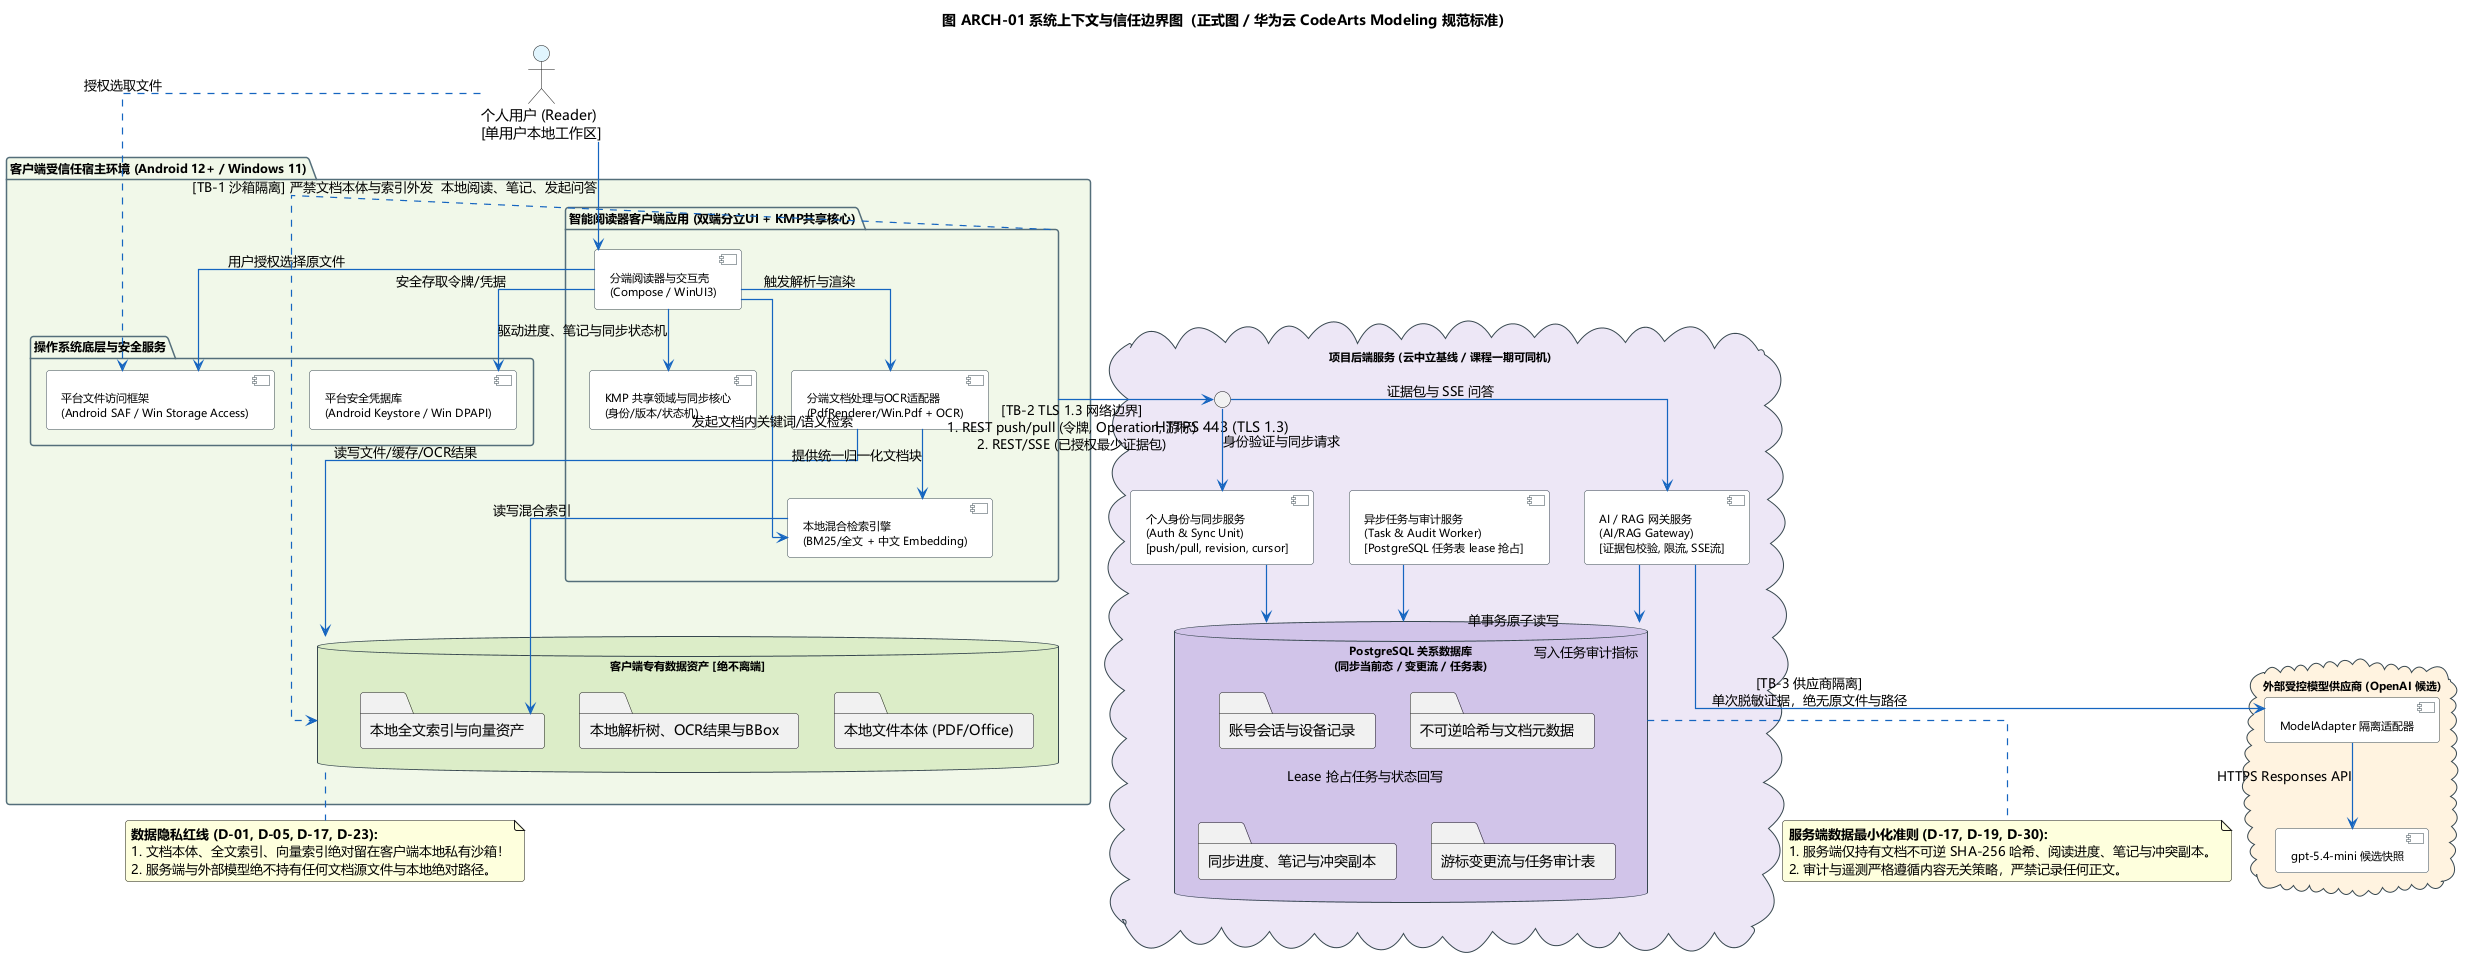 图 ARCH-01 系统上下文与信任边界图（正式图 / 华为云 CodeArts Modeling 规范标准）
授权选取文件
个人用户 (Reader)
[单用户本地工作区]
客户端受信任宿主环境 (Android 12+ / Windows 11)
[TB-1 沙箱隔离] 严禁文档本体与索引外发
本地阅读、笔记、发起问答
智能阅读器客户端应用 (双端分立UI + KMP共享核心)
分端阅读器与交互壳
(Compose / WinUI3)
用户授权选择原文件
安全存取令牌/凭据
触发解析与渲染
驱动进度、笔记与同步状态机
操作系统底层与安全服务
平台文件访问框架
(Android SAF / Win Storage Access)
平台安全凭据库
(Android Keystore / Win DPAPI)
KMP 共享领域与同步核心
(身份/版本/状态机)
分端文档处理与OCR适配器
(PdfRenderer/Win.Pdf + OCR)
发起文档内关键词/语义检索
读写文件/缓存/OCR结果
提供统一归一化文档块
读写混合索引
本地混合检索引擎
(BM25/全文 + 中文 Embedding)
客户端专有数据资产 [绝不离端]
本地全文索引与向量资产
本地解析树、OCR结果与BBox
本地文件本体 (PDF/Office)
数据隐私红线 (D-01, D-05, D-17, D-23):
1. 文档本体、全文索引、向量索引绝对留在客户端本地私有沙箱！
2. 服务端与外部模型绝不持有任何文档源文件与本地绝对路径。
项目后端服务 (云中立基线 / 课程一期可同机)
[TB-2 TLS 1.3 网络边界]
1. REST push/pull (令牌, Operation, 游标)
2. REST/SSE (已授权最少证据包)
HTTPS 443 (TLS 1.3)
证据包与 SSE 问答
身份验证与同步请求
个人身份与同步服务
(Auth & Sync Unit)
[push/pull, revision, cursor]
异步任务与审计服务
(Task & Audit Worker)
[PostgreSQL 任务表 lease 抢占]
AI / RAG 网关服务
(AI/RAG Gateway)
[证据包校验, 限流, SSE流]
单事务原子读写
写入任务审计指标
PostgreSQL 关系数据库
(同步当前态 / 变更流 / 任务表)
账号会话与设备记录
不可逆哈希与文档元数据
Lease 抢占任务与状态回写
同步进度、笔记与冲突副本
游标变更流与任务审计表
[TB-3 供应商隔离]
单次脱敏证据，绝无原文件与路径
服务端数据最小化准则 (D-17, D-19, D-30):
1. 服务端仅持有文档不可逆 SHA-256 哈希、阅读进度、笔记与冲突副本。
2. 审计与遥测严格遵循内容无关策略，严禁记录任何正文。
外部受控模型供应商 (OpenAI 候选)
ModelAdapter 隔离适配器
HTTPS Responses API
gpt-5.4-mini 候选快照